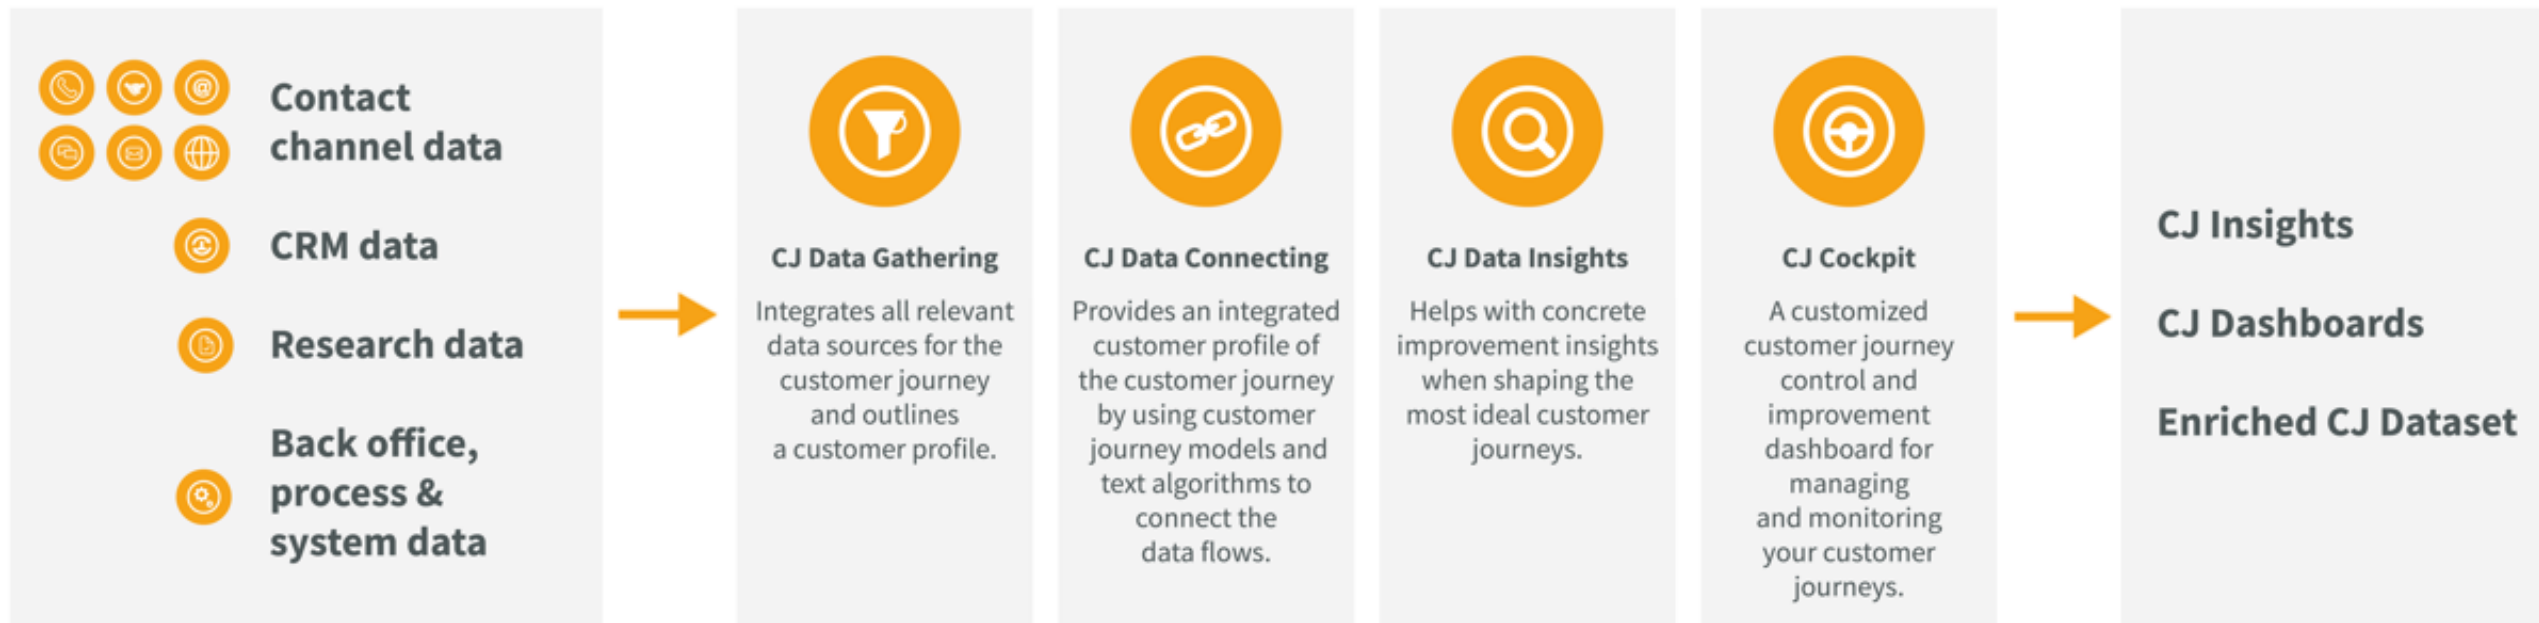 Contact
channel data
CRM data
Research data
Back office,
process &
system data
CJ Data Gathering
Integrates all relevant
data sources for the
customer journey
and outlines
a customer profile.
CJ Data Connecting
Provides an integrated
customer profile of
the customer journey
by using customer
journey models and
text algorithms to
connect the
data flows.
CJ Data Insights
Helps with concrete
improvement insights
when shaping the
most ideal customer
journeys.
CJ Cockpit
A customized
customer journey
control and
improvement
dashboard for
managing
and monitoring
your customer
journeys.
CJ Insights
CJ Dashboards
Enriched CJ Dataset